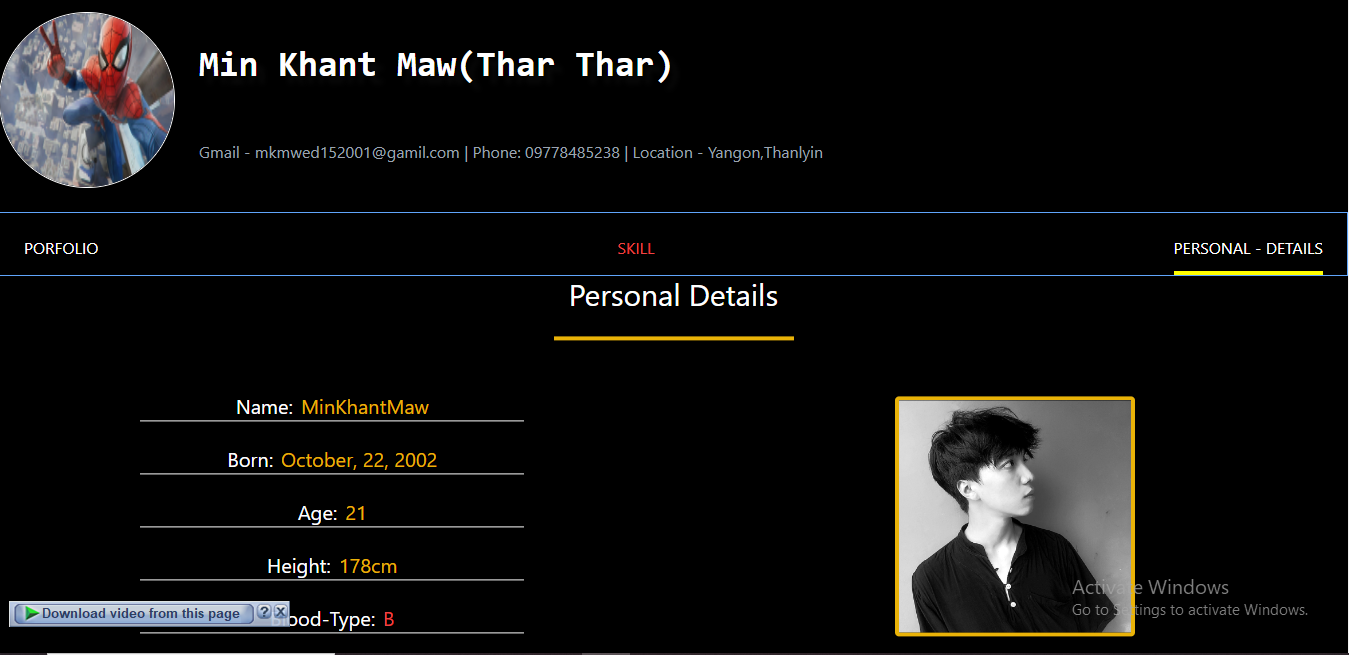 Min Khant Maw(Thar Thar)
Gmail - mkmwed152001@gamil.com | Phone: 09778485238 | Location - Yangon,Thanlyin
PORFOLIO SKILL PERSONAL - DETAILS
Personal Details
Name: MinKhantMaw
Born: October, 22, 2002
Age: 21
Height: 178cm
Blood-Type: B
Download video from this page ? X
Activate Windows
Go to Settings to activate Windows.